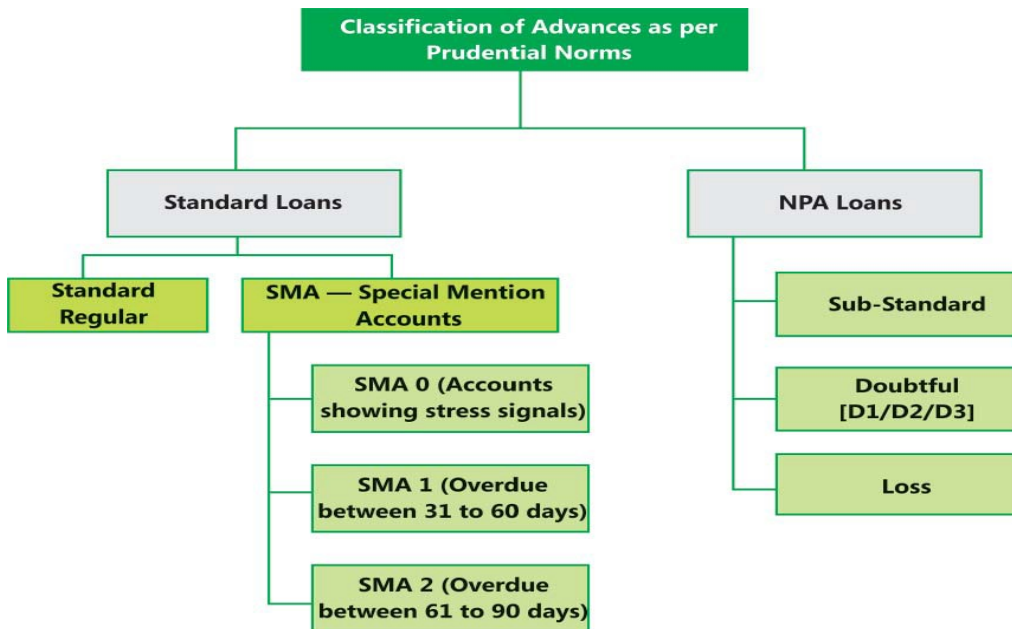 Classification of Advances as per
Prudential Norms
Standard Loans
NPA Loans
Standard
Regular
SMA — Special Mention
Accounts
SMA 0 (Accounts
showing stress signals)
SMA 1 (Overdue
between 31 to 60 days)
SMA 2 (Overdue
between 61 to 90 days)
Sub-Standard
Doubtful
[D1/D2/D3]
Loss